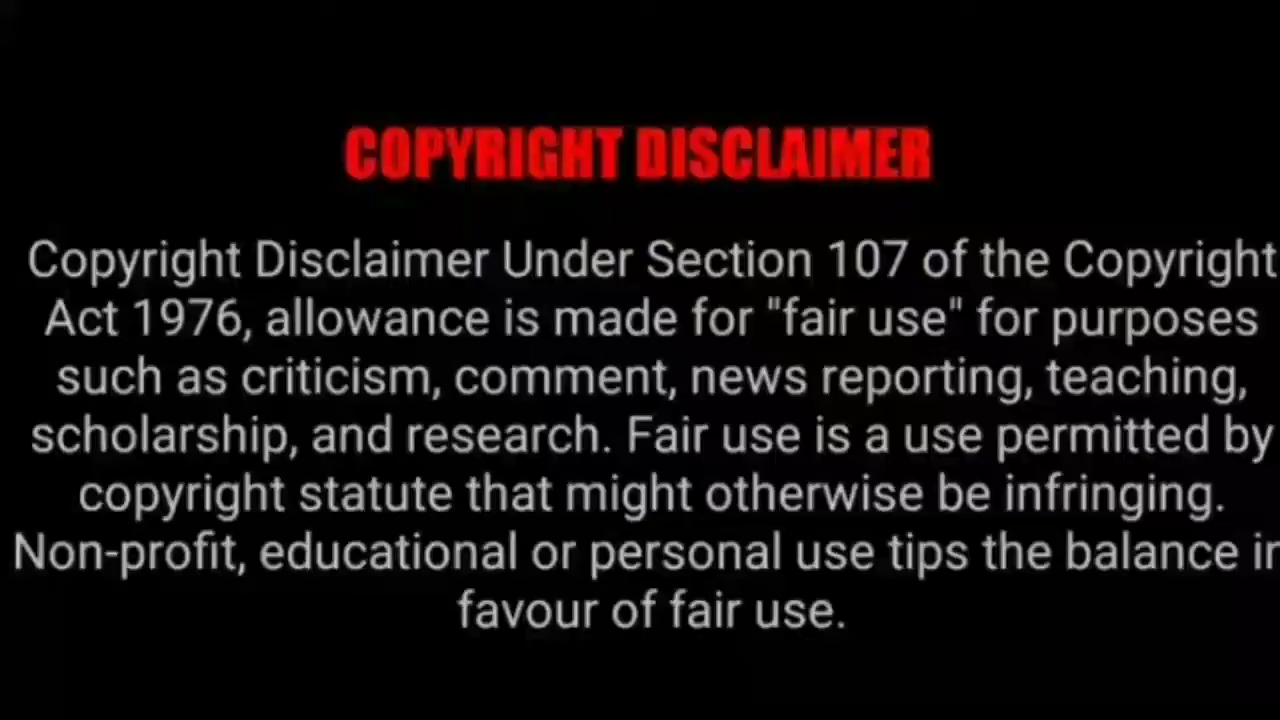 COPYRIGHT DISCLAIMER
Copyright Disclaimer Under Section 107 of the Copyright
Act 1976, allowance is made for "fair use" for purposes
such as criticism, comment, news reporting, teaching,
scholarship, and research. Fair use is a use permitted by
copyright statute that might otherwise be infringing.
Non-profit, educational or personal use tips the balance in
favour of fair use.